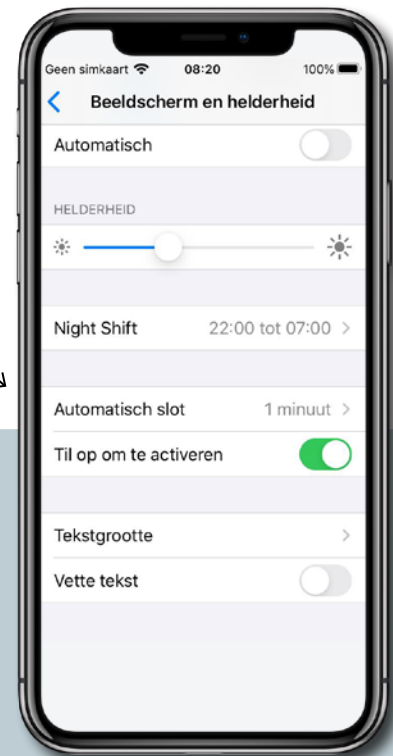 Geen simkaart 08:20 100%
Beeldscherm en helderheid
Automatisch
HELDERHEID
Night Shift 22:00 tot 07:00
Automatisch slot 1 minuut
Til op om te activeren
Tekstgrootte
Vette tekst